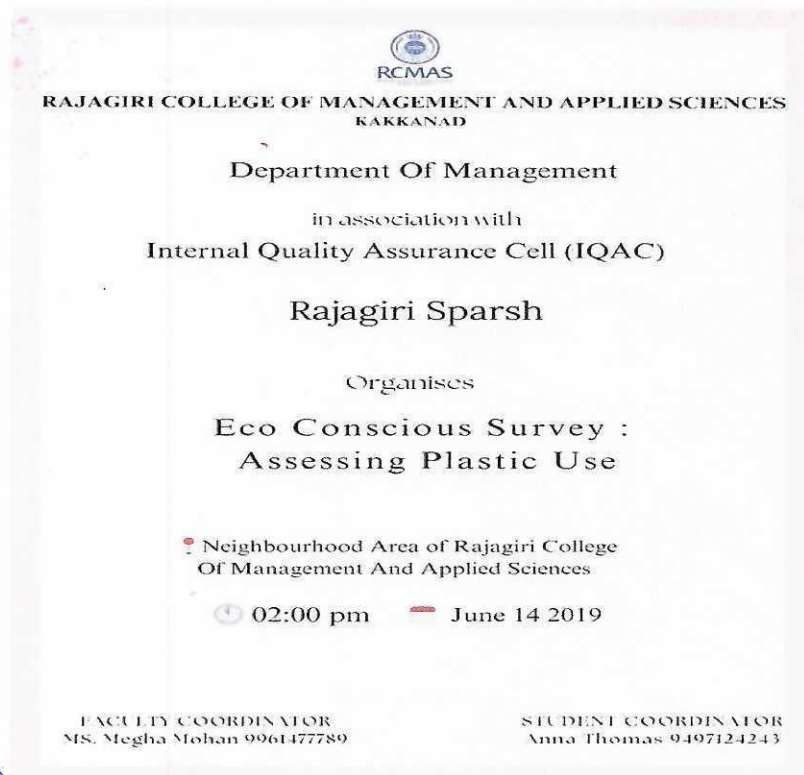 RCMAS
RAJAGIRI COLLEGE OF MANAGEMENT AND APPLIED SCIENCES
KAKKANAD
Department Of Management
in association with
Internal Quality Assurance Cell (IQAC)
Rajagiri Sparsh
Organises
Eco Conscious Survey :
Assessing Plastic Use
Neighbourhood Area of Rajagiri College
Of Management And Applied Sciences
02:00 pm June 14 2019
FACULTY COORDINATOR STUDENT COORDINATOR
MS. Megha Mohan 9961477789 Anna Thomas 9497124243